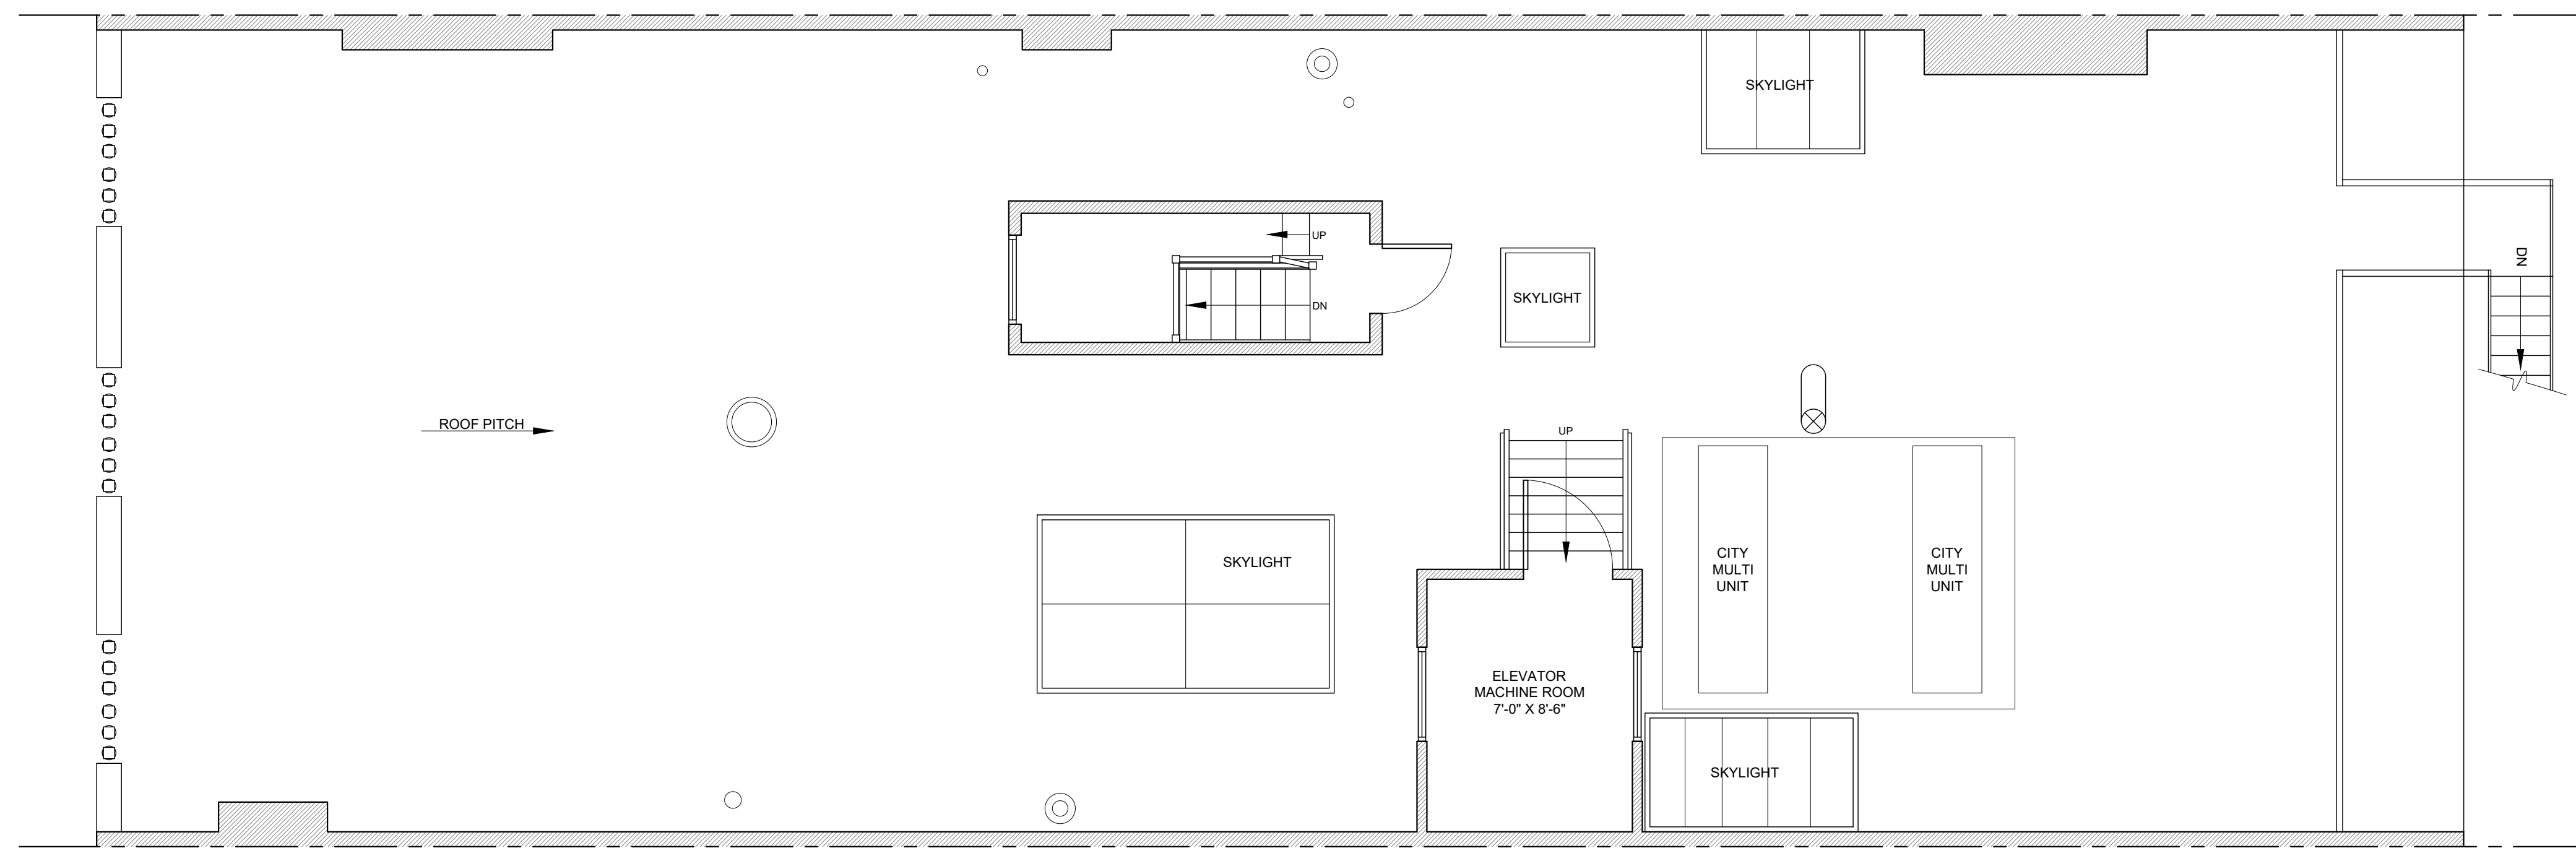 SKYLIGHT
UP
DN
DN
SKYLIGHT
ROOF PITCH
UP
SKYLIGHT
CITY
MULTI
UNIT
CITY
MULTI
UNIT
ELEVATOR
MACHINE ROOM
7'-0" X 8'-6"
SKYLIGHT